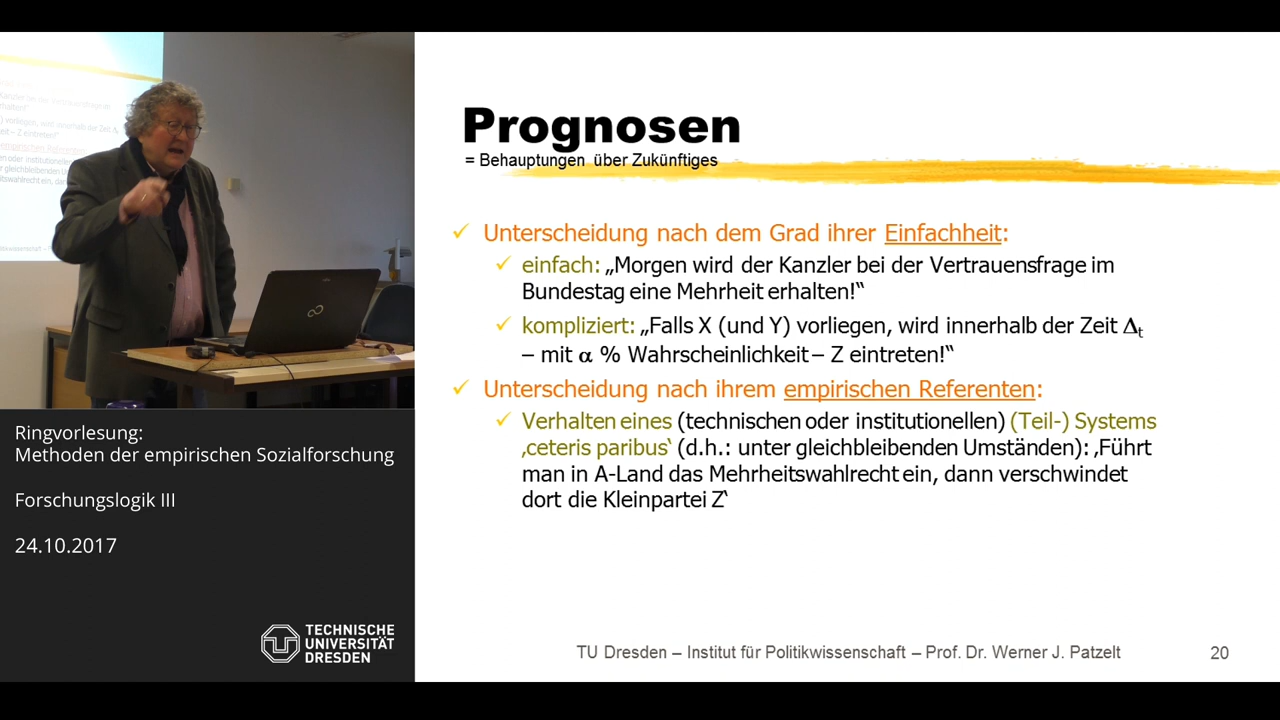 Prognosen
= Behauptungen über Zukünftiges
✓ Unterscheidung nach dem Grad ihrer Einfachheit:
✓ einfach: „Morgen wird der Kanzler bei der Vertrauensfrage im
Bundestag eine Mehrheit erhalten!“
✓ kompliziert: „Falls X (und Y) vorliegen, wird innerhalb der Zeit Δt
– mit α % Wahrscheinlichkeit – Z eintreten!“
✓ Unterscheidung nach ihrem empirischen Referenten:
✓ Verhalten eines (technischen oder institutionellen) (Teil-) Systems
‚ceteris paribus‘ (d.h.: unter gleichbleibenden Umständen): ‚Führt
man in A-Land das Mehrheitswahlrecht ein, dann verschwindet
dort die Kleinpartei Z‘
TU Dresden – Institut für Politikwissenschaft – Prof. Dr. Werner J. Patzelt
20
Ringvorlesung:
Methoden der empirischen Sozialforschung
Forschungslogik III
24.10.2017
TECHNISCHE
UNIVERSITÄT
DRESDEN